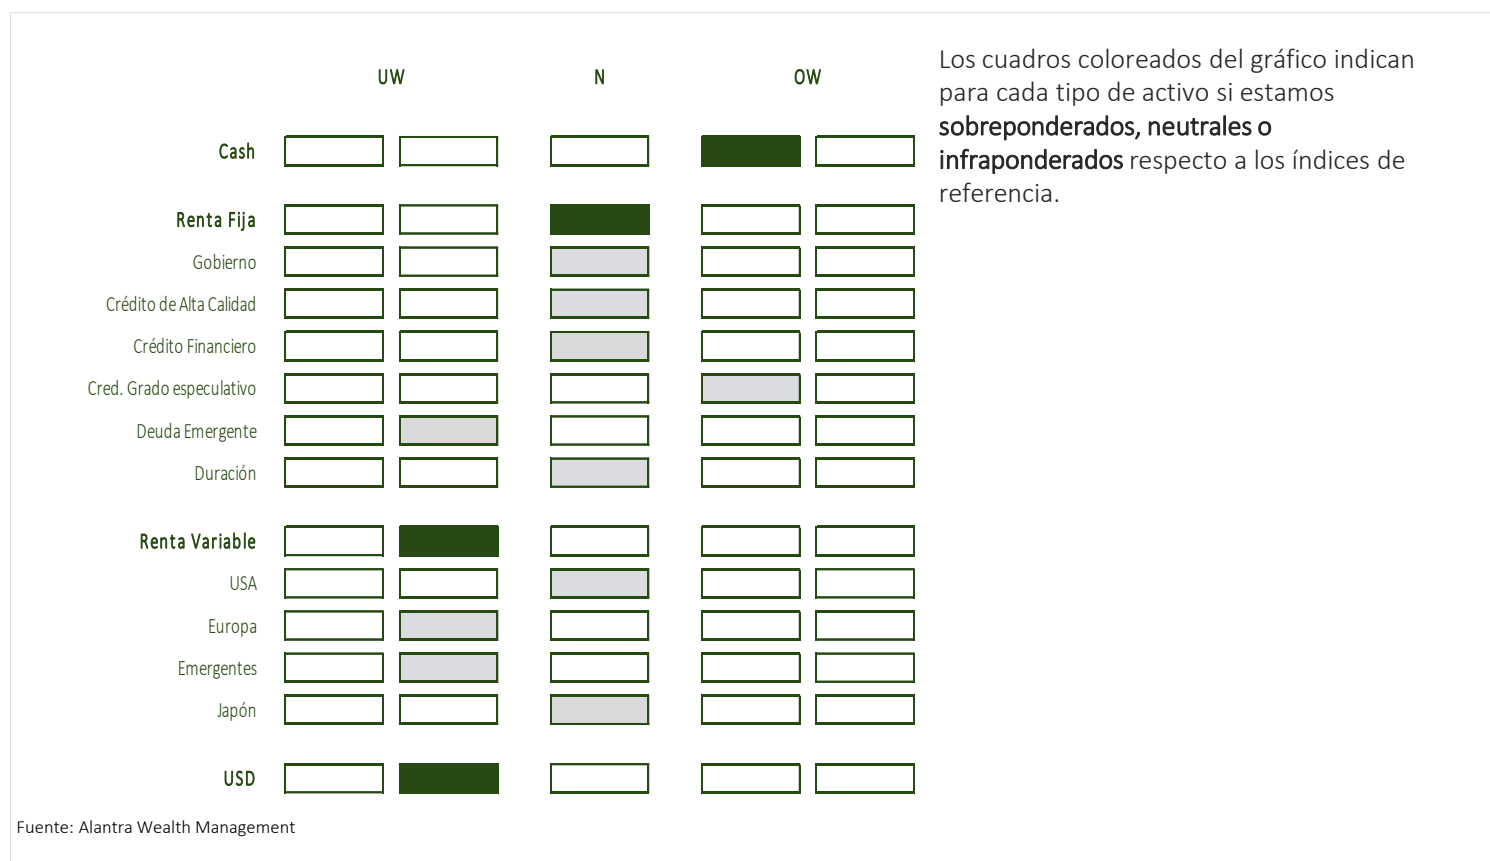 UW N OW
Cash
Renta Fija
Gobierno
Crédito de Alta Calidad
Crédito Financiero
Cred. Grado especulativo
Deuda Emergente
Duración
Renta Variable
USA
Europa
Emergentes
Japón
USD
Fuente: Alantra Wealth Management
Los cuadros coloreados del gráfico indican
para cada tipo de activo si estamos
sobreponderados, neutrales o
infraponderados respecto a los índices de
referencia.